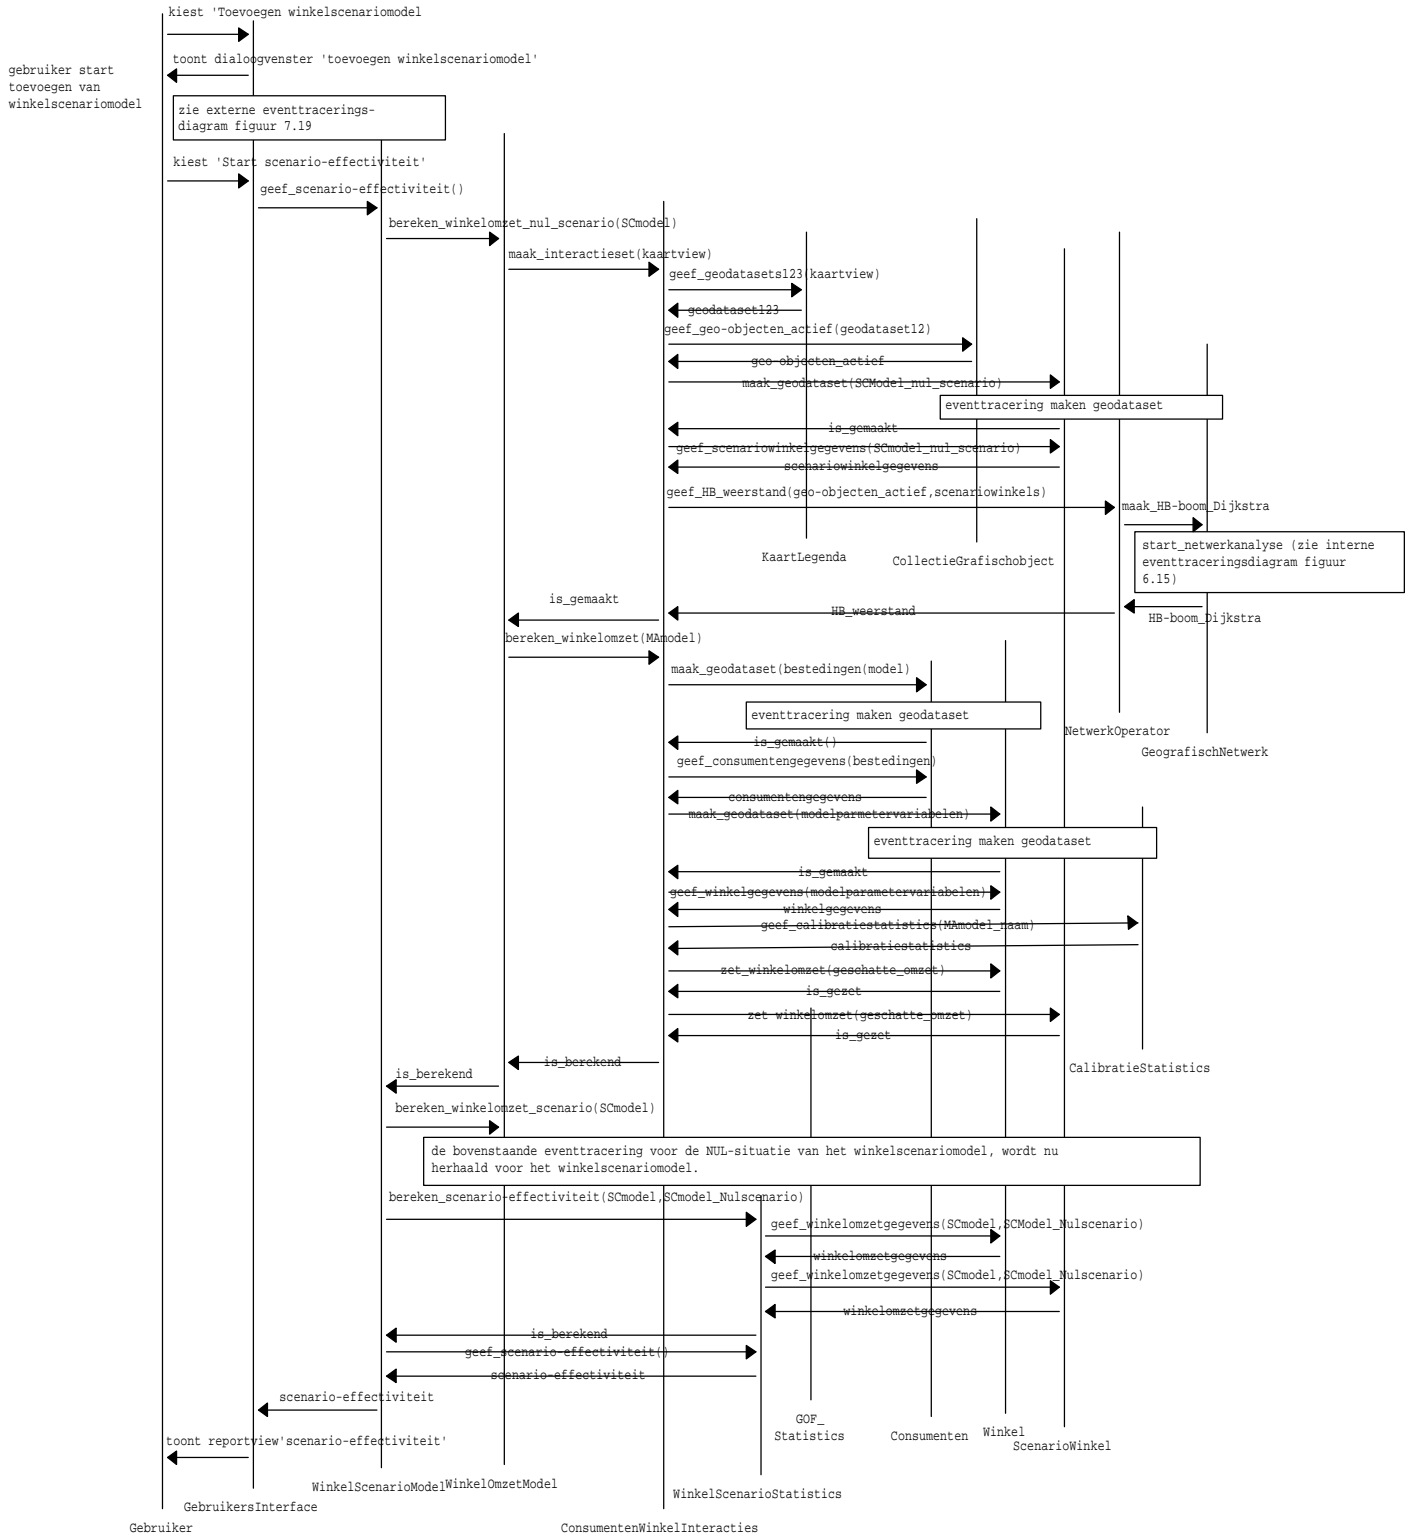 kiest 'Toevoegen winkelscenariomodel
toont dialoogvenster 'toevoegen winkelscenariomodel'
gebruiker start
toevoegen van
winkelscenariomodel
zie externe eventtracerings-
diagram figuur 7.19
kiest 'Start scenario-effectiviteit'
geef_scenario-effectiviteit()
bereken_winkelomzet_nul_scenario(SCmodel)
maak_interactieset(kaartview)
geef_geodatasets123(kaartview)
geodataset123
geef_geo-objecten_actief(geodataset12)
geo-objecten_actief
maak_geodataset(SCModel_nul_scenario)
eventtracering maken geodataset
is_gemaakt
geef_scenariowinkelgegevens(SCmodel_nul_scenario)
scenariowinkelgegevens
geef_HB_weerstand(geo-objecten_actief,scenariowinkels)
maak_HB-boom_Dijkstra
start_netwerkanalyse (zie interne
eventtraceringsdiagram figuur
6.15)
KaartLegenda
CollectieGrafischobject
is_gemaakt
HB_weerstand
HB-boom_Dijkstra
bereken_winkelomzet(MAmodel)
maak_geodataset(bestedingen(model)
eventtracering maken geodataset
NetwerkOperator
is_gemaakt()
GeografischNetwerk
geef_consumentengegevens(bestedingen)
consumentengegevens
maak_geodataset(modelparmetervariabelen)
eventtracering maken geodataset
is_gemaakt
geef_winkelgegevens(modelparametervariabelen)
winkelgegevens
geef_calibratiestatistics(MAmodel_naam)
calibratiestatistics
zet_winkelomzet(geschatte_omzet)
is_gezet
zet winkelomzet(geschatte_omzet)
is_gezet
is_berekend
CalibratieStatistics
is_berekend
bereken_winkelomzet_scenario(SCmodel)
de bovenstaande eventtracering voor de NUL-situatie van het winkelscenariomodel, wordt nu
herhaald voor het winkelscenariomodel.
bereken_scenario-effectiviteit(SCmodel,SCmodel_Nulscenario)
geef_winkelomzetgegevens(SCmodel,SCModel_Nulscenario)
winkelomzetgegevens
geef_winkelomzetgegevens(SCmodel,SCmodel_Nulscenario)
winkelomzetgegevens
is_berekend
geef_scenario-effectiviteit()
scenario-effectiviteit
scenario-effectiviteit
GOF_
Statistics
Consumenten
Winkel
ScenarioWinkel
toont reportview'scenario-effectiviteit'
WinkelScenarioModel
WinkelOmzetModel
WinkelScenarioStatistics
GebruikersInterface
Gebruiker
ConsumentenWinkelInteracties